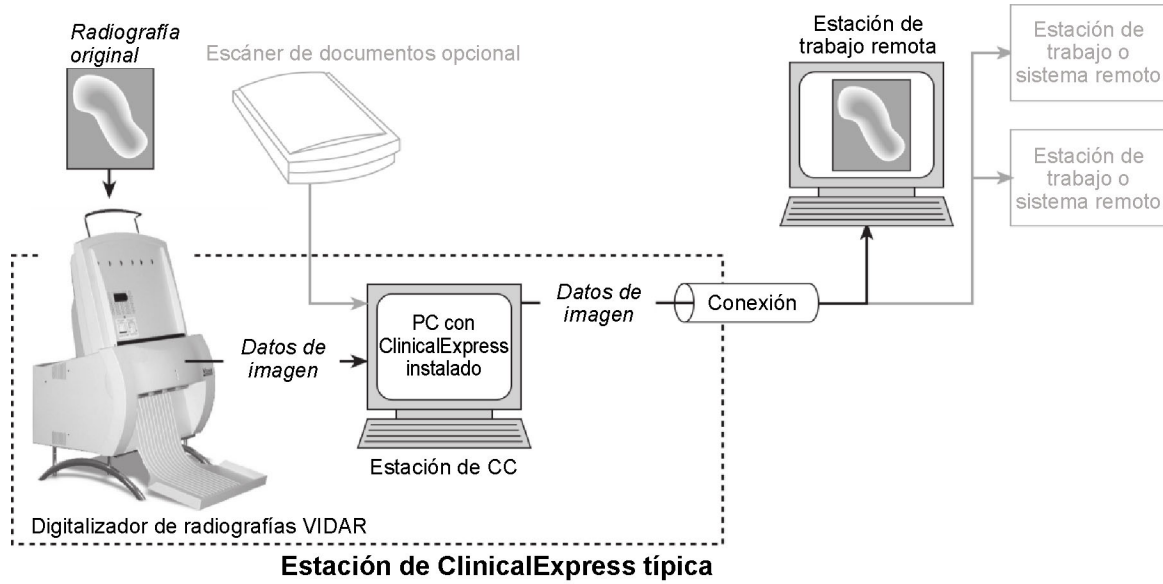 Radiografía
original
Escáner de documentos opcional
Estación de
trabajo remota
Estación de
trabajo o
sistema remoto
Estación de
trabajo o
sistema remoto
Datos de
imagen
PC con
ClinicalExpress
instalado
Datos de
imagen
Conexión
Estación de CC
Digitalizador de radiografías VIDAR
Estación de ClinicalExpress típica